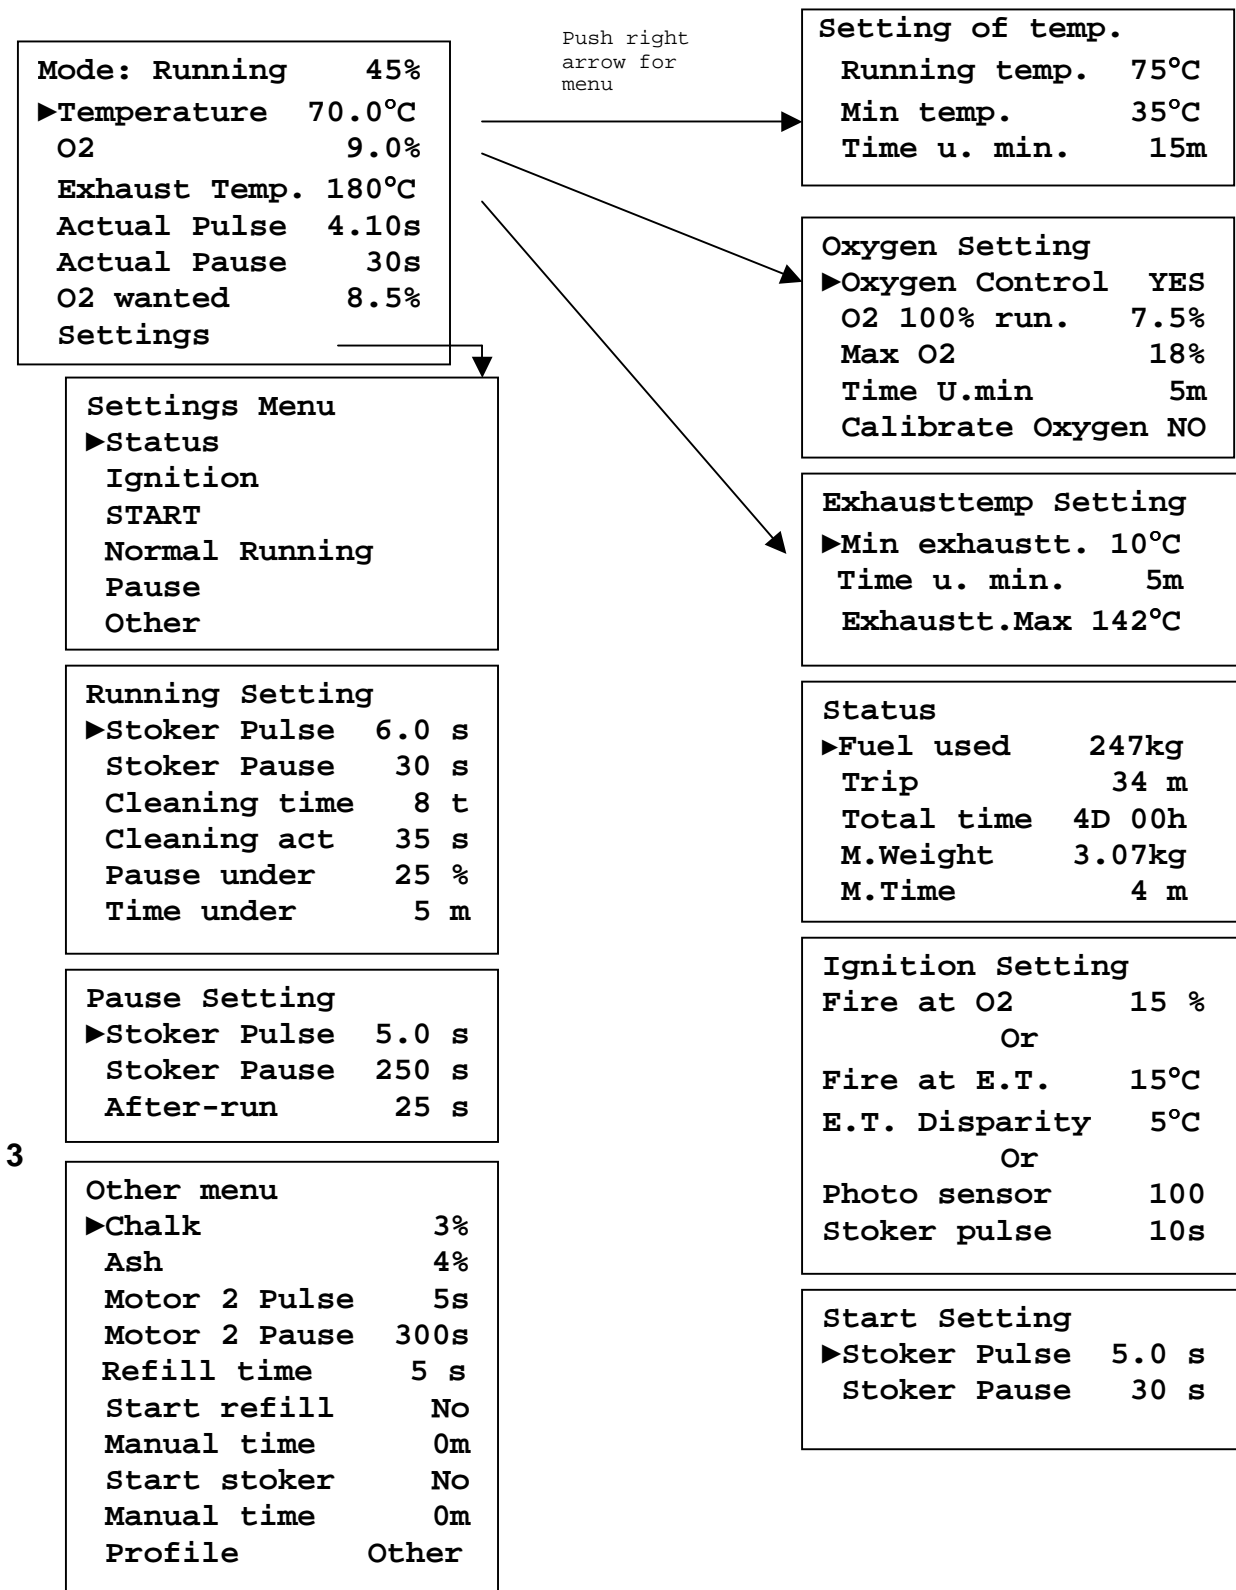 Mode: Running 45%
►Temperature 70.0°C
O2 9.0%
Exhaust Temp. 180°C
Actual Pulse 4.10s
Actual Pause 30s
O2 wanted 8.5%
Settings
Push right
arrow for
menu
Setting of temp.
Running temp. 75°C
Min temp. 35°C
Time u. min. 15m
Oxygen Setting
►Oxygen Control YES
O2 100% run. 7.5%
Max O2 18%
Time U.min 5m
Calibrate Oxygen NO
Settings Menu
►Status
Ignition
START
Normal Running
Pause
Other
Exhausttemp Setting
►Min exhaustt. 10°C
Time u. min. 5m
Exhaustt.Max 142°C
Running Setting
►Stoker Pulse 6.0 s
Stoker Pause 30 s
Cleaning time 8 t
Cleaning act 35 s
Pause under 25 %
Time under 5 m
Status
►Fuel used 247kg
Trip 34 m
Total time 4D 00h
M.Weight 3.07kg
M.Time 4 m
Pause Setting
►Stoker Pulse 5.0 s
Stoker Pause 250 s
After-run 25 s
Ignition Setting
Fire at O2 15 %
Or
Fire at E.T. 15°C
E.T. Disparity 5°C
Or
Photo sensor 100
Stoker pulse 10s
3
Other menu
►Chalk 3%
Ash 4%
Motor 2 Pulse 5s
Motor 2 Pause 300s
Refill time 5 s
Start refill No
Manual time 0m
Start stoker No
Manual time 0m
Profile Other
Start Setting
►Stoker Pulse 5.0 s
Stoker Pause 30 s